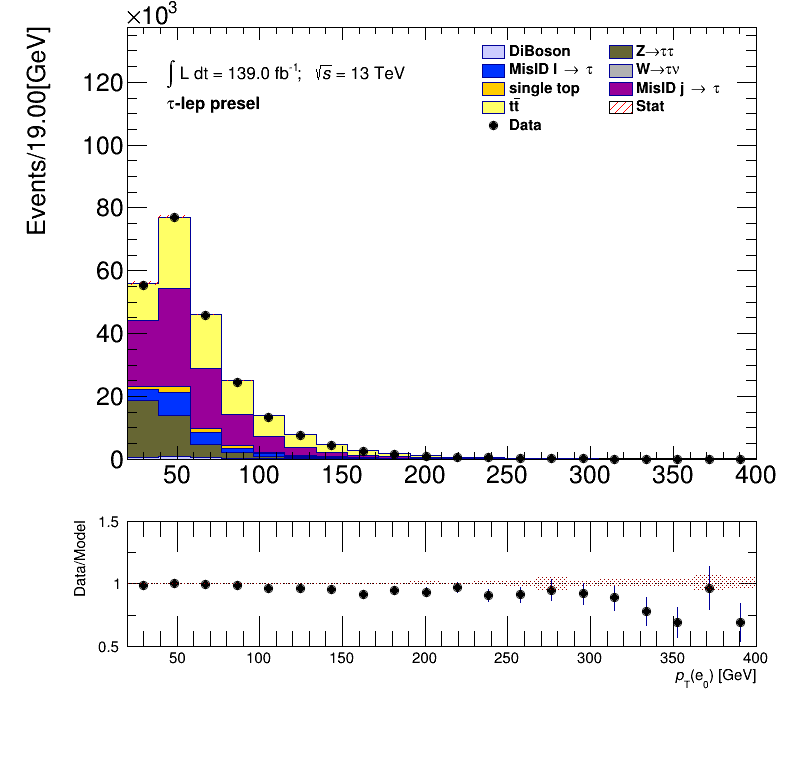 ×10³
Events/19.00[GeV]
∫ L dt = 139.0 fb⁻¹; √s = 13 TeV
τ-lep presel
DiBoson
MisID l → τ
single top
tt̄
Data
Z→ττ
W→τν
MisID j → τ
Stat
120
100
80
60
40
20
0
50 100 150 200 250 300 350 400
Data/Model
1.5
1
0.5
50 100 150 200 250 300 350 400
p_T(e_0) [GeV]